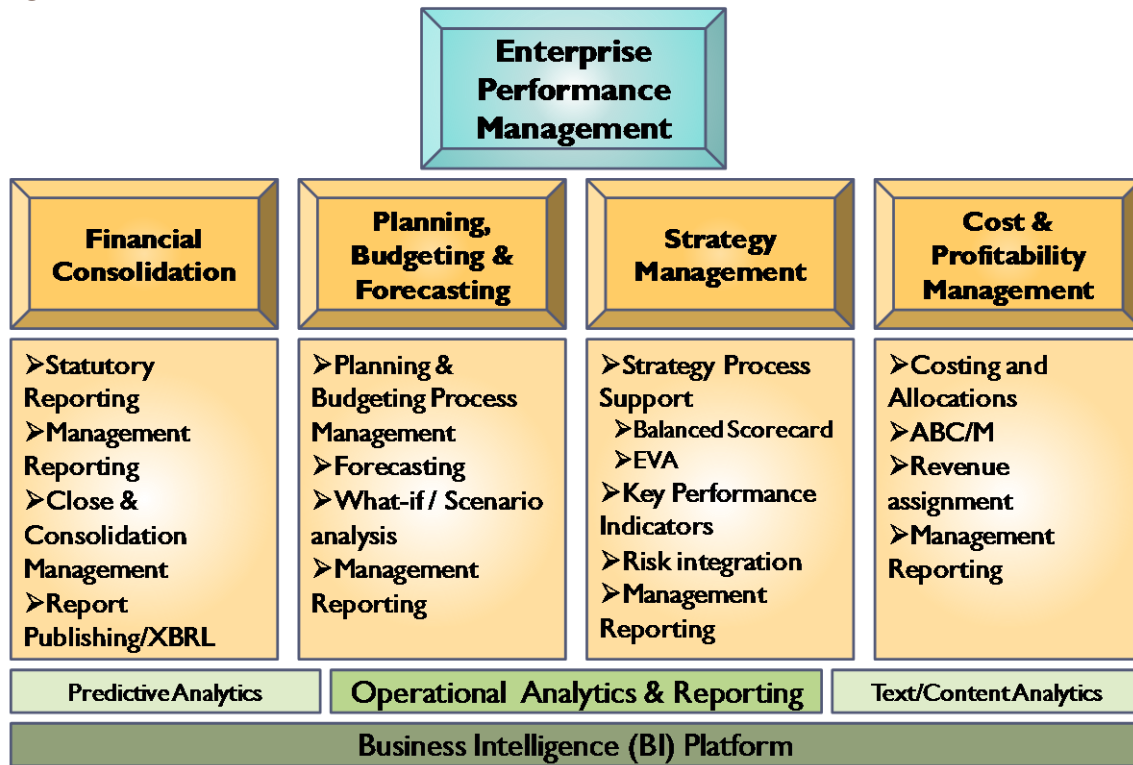 Enterprise
Performance
Management
Financial
Consolidation
Planning,
Budgeting &
Forecasting
Strategy
Management
Cost &
Profitability
Management
➢Statutory
Reporting
➢Management
Reporting
➢Close &
Consolidation
Management
➢Report
Publishing/XBRL
➢Planning &
Budgeting Process
Management
➢Forecasting
➢What-if / Scenario
analysis
➢Management
Reporting
➢Strategy Process
Support
➢Balanced Scorecard
➢EVA
➢Key Performance
Indicators
➢Risk integration
➢Management
Reporting
➢Costing and
Allocations
➢ABC/M
➢Revenue
assignment
➢Management
Reporting
Predictive Analytics
Operational Analytics & Reporting
Text/Content Analytics
Business Intelligence (BI) Platform